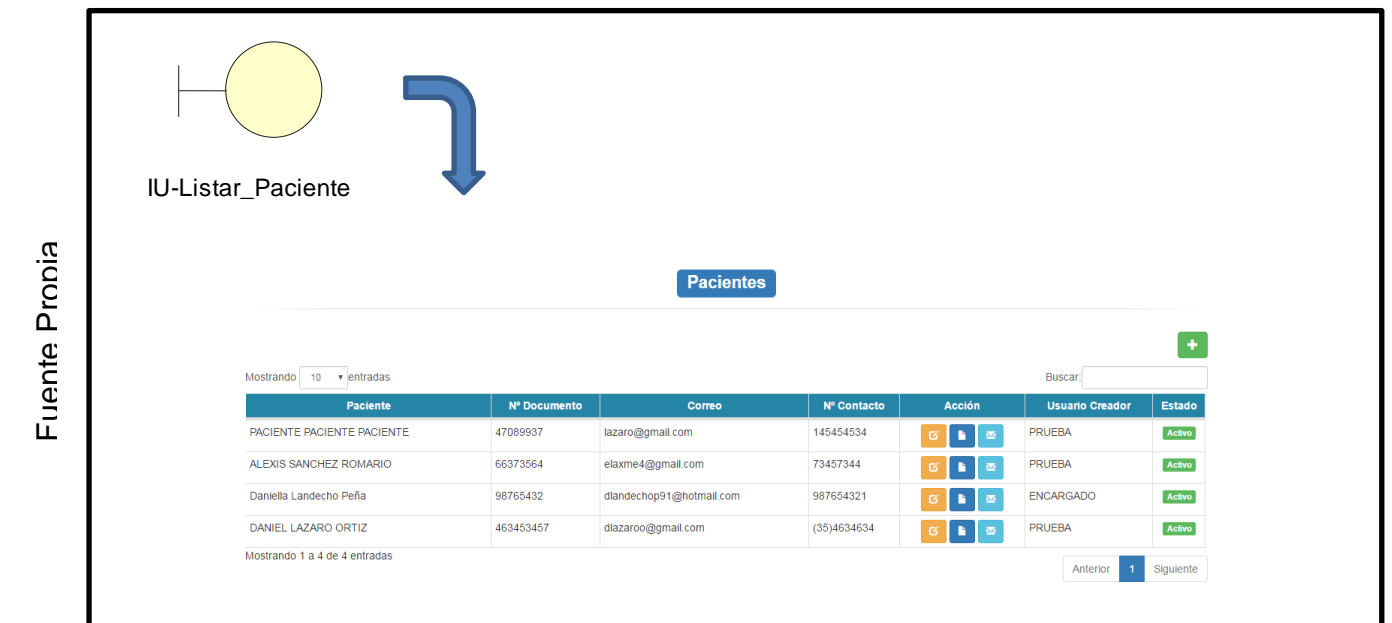 IU-Listar_Paciente
Fuente Propia
Pacientes
Mostrando 10 entradas
Buscar:
Paciente Nº Documento Correo Nº Contacto Acción Usuario Creador Estado
PACIENTE PACIENTE PACIENTE 47089937 lazaro@gmail.com 145454534 PRUEBA Activo
ALEXIS SANCHEZ ROMARIO 66373564 elaxme4@gmail.com 73457344 PRUEBA Activo
Daniella Landecho Peña 98765432 dlandechop91@hotmail.com 987654321 ENCARGADO Activo
DANIEL LAZARO ORTIZ 463453457 dlazaroo@gmail.com (35)4634634 PRUEBA Activo
Mostrando 1 a 4 de 4 entradas
Anterior 1 Siguiente